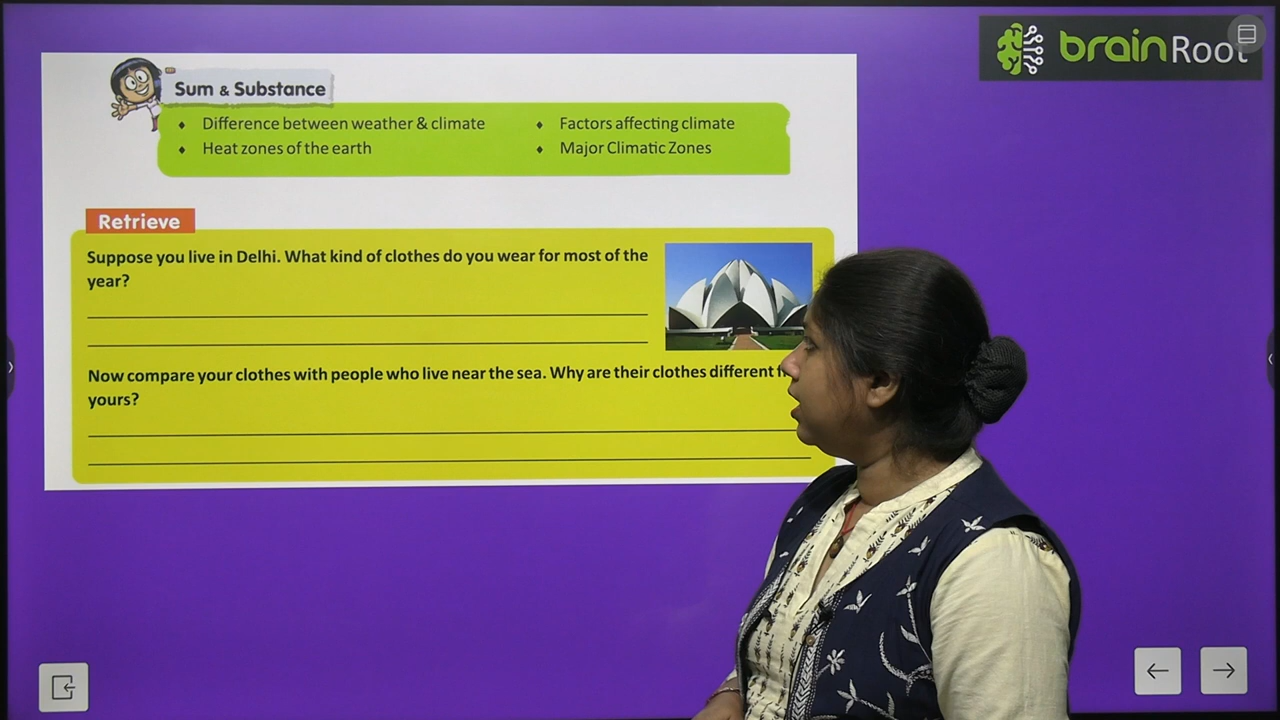 brainRoot
Sum & Substance
♦ Difference between weather & climate
♦ Factors affecting climate
♦ Heat zones of the earth
♦ Major Climatic Zones
Retrieve
Suppose you live in Delhi. What kind of clothes do you wear for most of the
year?
Now compare your clothes with people who live near the sea. Why are their clothes different
yours?